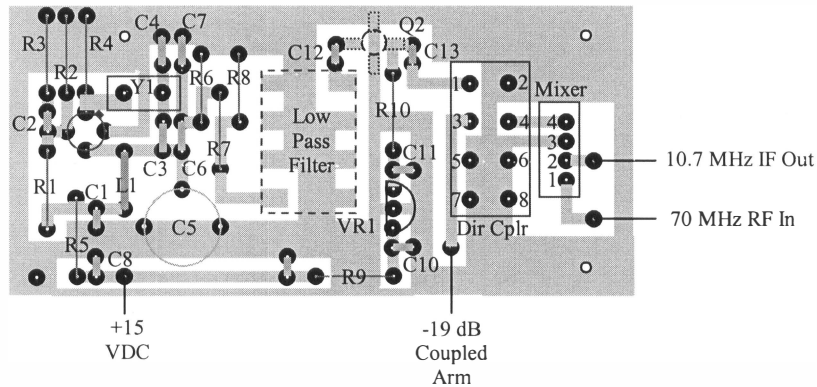 C4 C7
Q2
R3 R4
C12 C13
R2 Y1 R6 R8
1 2 Mixer
R10
Low
Pass
Filter
3 4 4
3
C2
C3 C6 R7
C11
5 6 2
1
10.7 MHz IF Out
R1 C1 L1
C5
VR1
7 8
Dir Cplr
70 MHz RF In
R5 C8
R9
C10
+15
VDC
-19 dB
Coupled
Arm